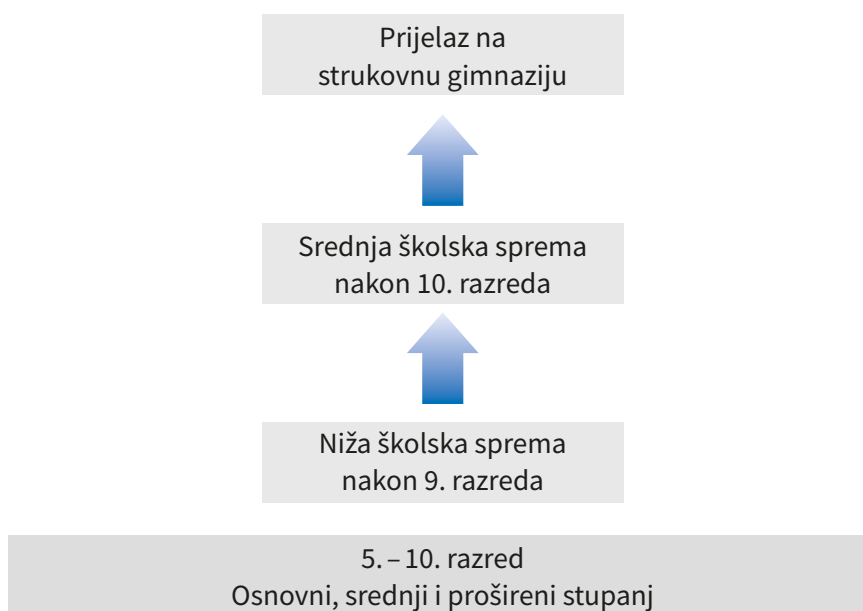 Prijelaz na
strukovnu gimnaziju
Srednja školska sprema
nakon 10. razreda
Niža školska sprema
nakon 9. razreda
5. – 10. razred
Osnovni, srednji i prošireni stupanj